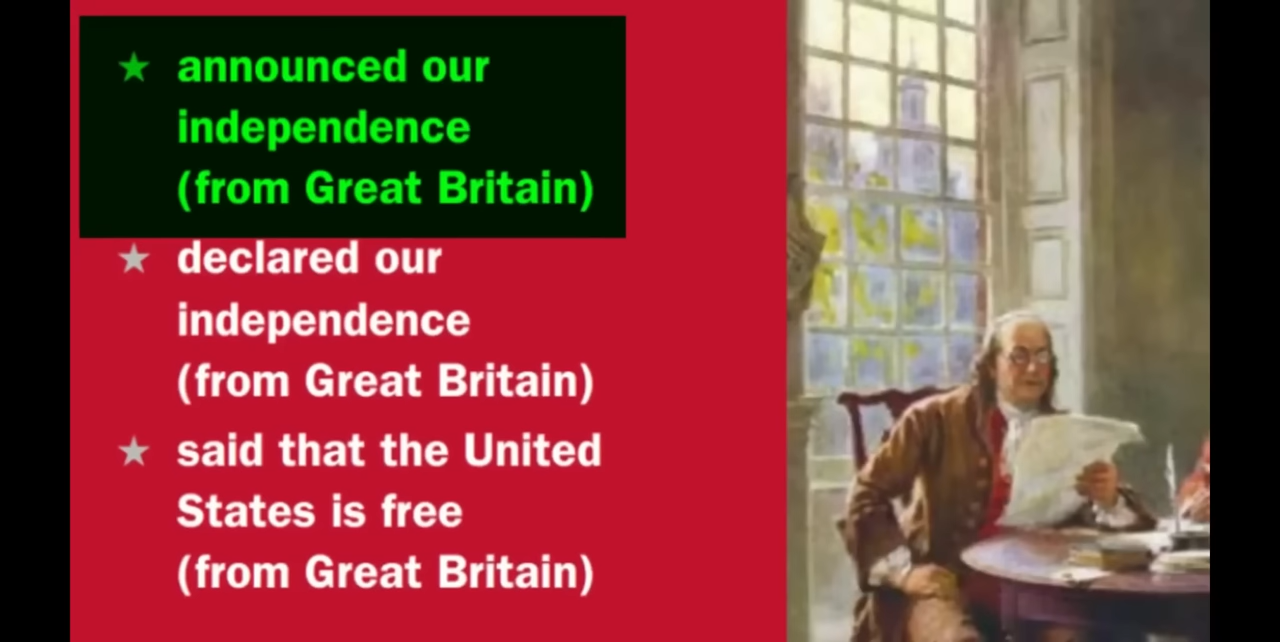 ★ announced our
independence
(from Great Britain)
★ declared our
independence
(from Great Britain)
★ said that the United
States is free
(from Great Britain)